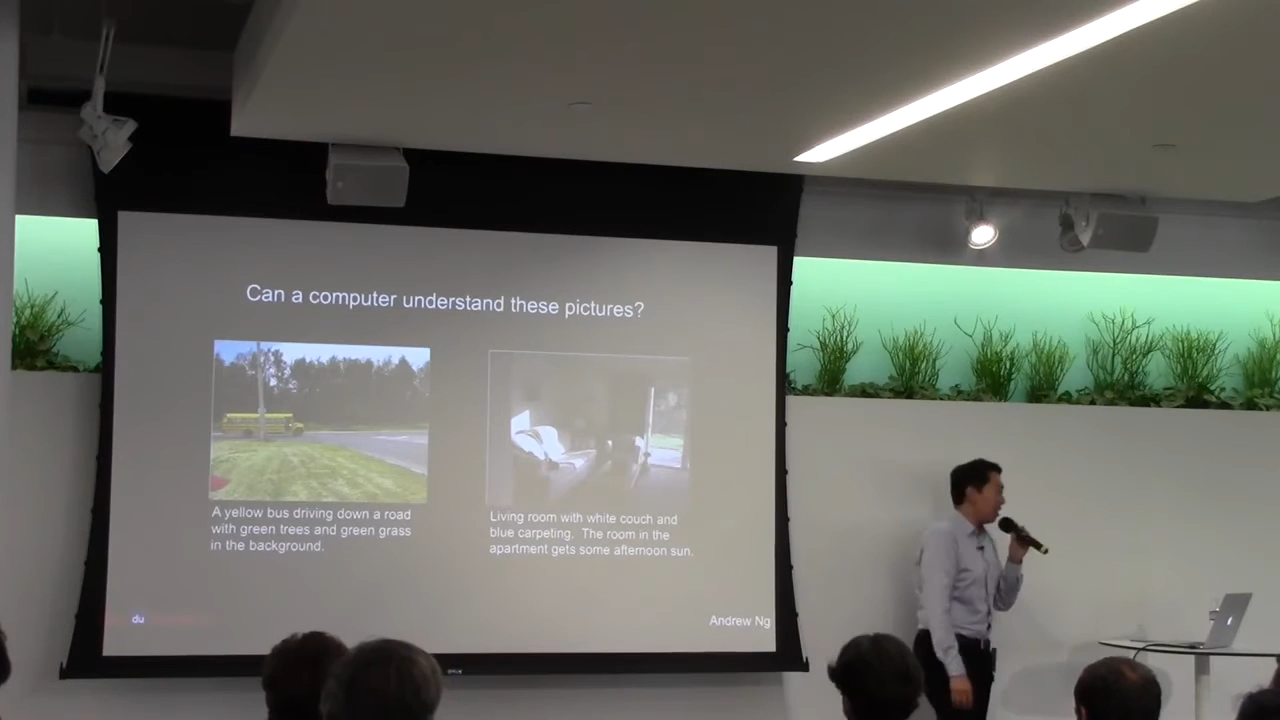 Can a computer understand these pictures?
A yellow bus driving down a road
with green trees and green grass
in the background.
Living room with white couch and
blue carpeting. The room in the
apartment gets some afternoon sun.
du
Andrew Ng